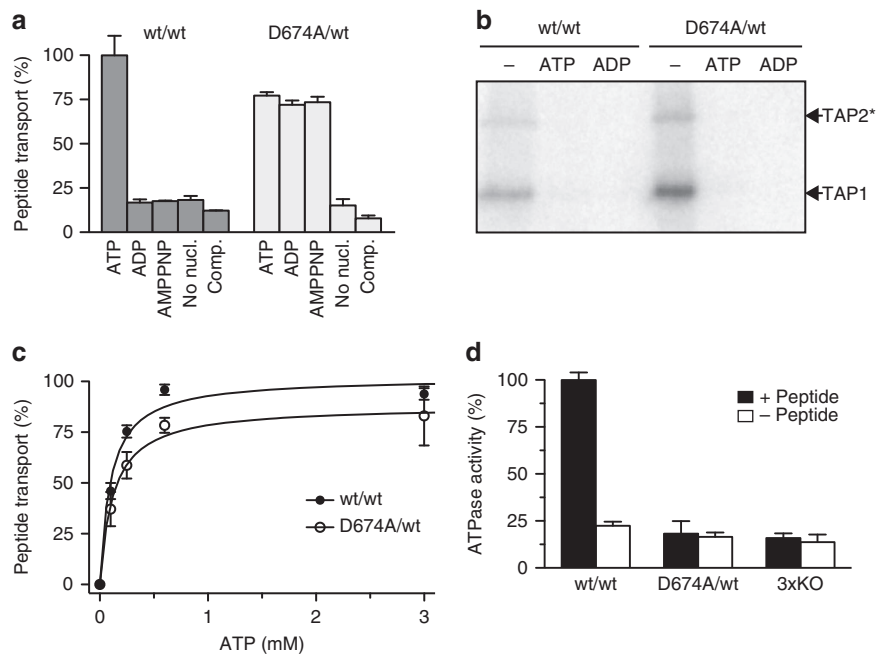 a
wt/wt
D674A/wt
Peptide transport (%)
100
75
50
25
0
ATP
ADP
AMPPNP
No nucl.
Comp.
ATP
ADP
AMPPNP
No nucl.
Comp.
b
wt/wt
D674A/wt
– ATP ADP – ATP ADP
TAP2*
TAP1
c
Peptide transport (%)
100
75
50
25
0
wt/wt
D674A/wt
0 1 2 3
ATP (mM)
d
ATPase activity (%)
100
75
50
25
0
+ Peptide
– Peptide
wt/wt D674A/wt 3xKO